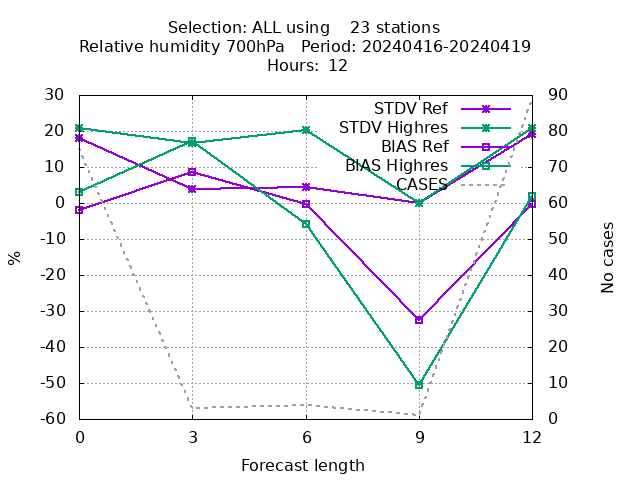 Selection: ALL using    23 stations
Relative humidity 700hPa   Period: 20240416-20240419
Hours: 12
30 90
STDV Ref
20 80
STDV Highres
BIAS Ref
10 70
BIAS Highres
CASES
0 60
-10 50
-20 40
-30 30
-40 20
-50 10
-60 0
%
No cases
0 3 6 9 12
Forecast length